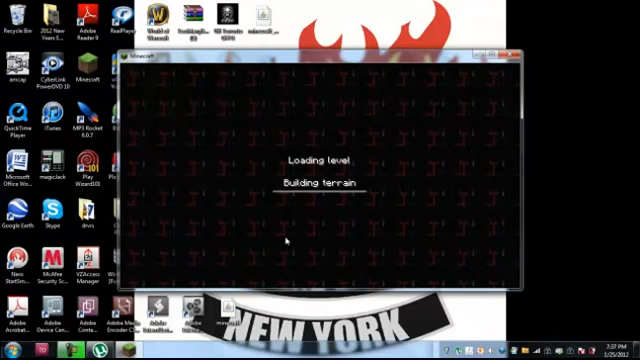 Recycle Bin
Adobe Reader 9
RealPlayer
2012 New Years E...
World of Warcraft
Minecraft
amcap
CyberLink PowerDVD 10
Minecraft
QuickTime Player
iTunes
MP3 Rocket 6.0.7
Loading level
Building terrain
Microsoft Office Wo...
magicJack
Play Wizard101
Google Earth
Skype
drvrs
Nero StartSm...
McAfee Security Sc...
VZAccess Manager
Adobe Acrobat...
Device Cen...
Adobe Conte...
Adobe Media Encoder C...
NEW YORK
7:37 PM
1/25/2012